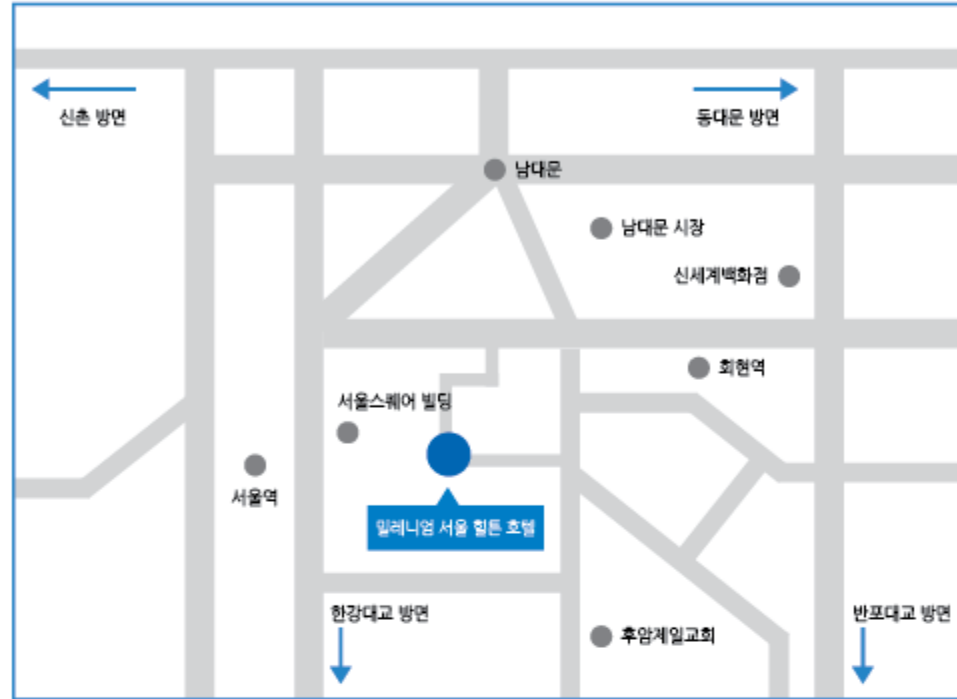 신촌 방면
동대문 방면
남대문
남대문 시장
신세계백화점
회현역
서울스퀘어 빌딩
서울역
밀레니엄 서울 힐튼 호텔
한강대교 방면
반포대교 방면
후암제일교회